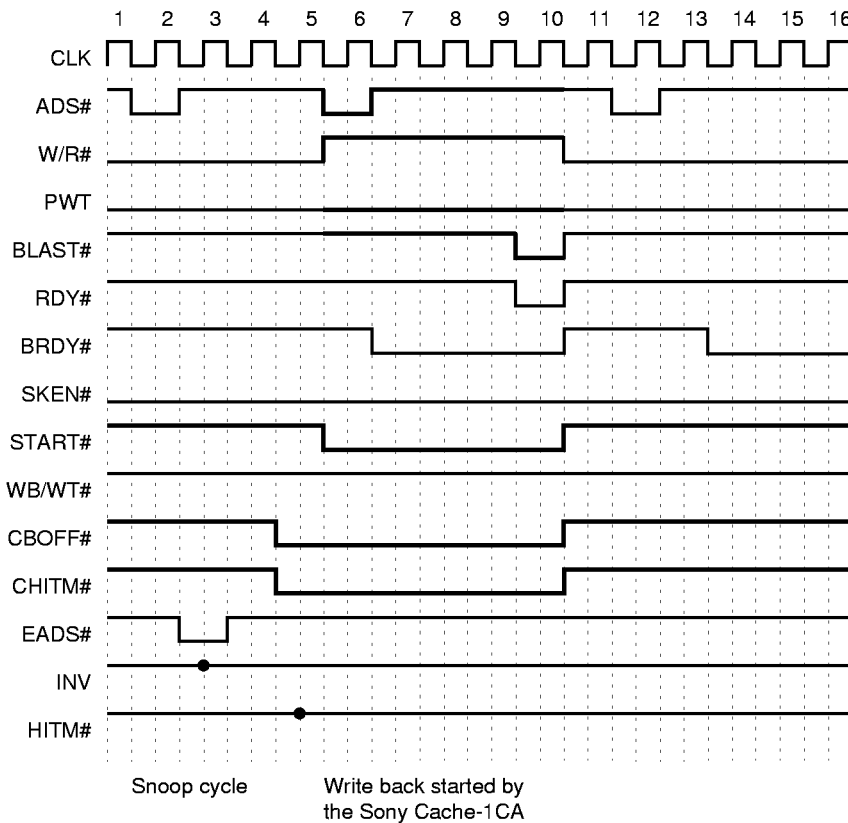 1 2 3 4 5 6 7 8 9 10 11 12 13 14 15 16
CLK
ADS#
W/R#
PWT
BLAST#
RDY#
BRDY#
SKEN#
START#
WB/WT#
CBOFF#
CHITM#
EADS#
INV
HITM#
Snoop cycle
Write back started by
the Sony Cache-1CA